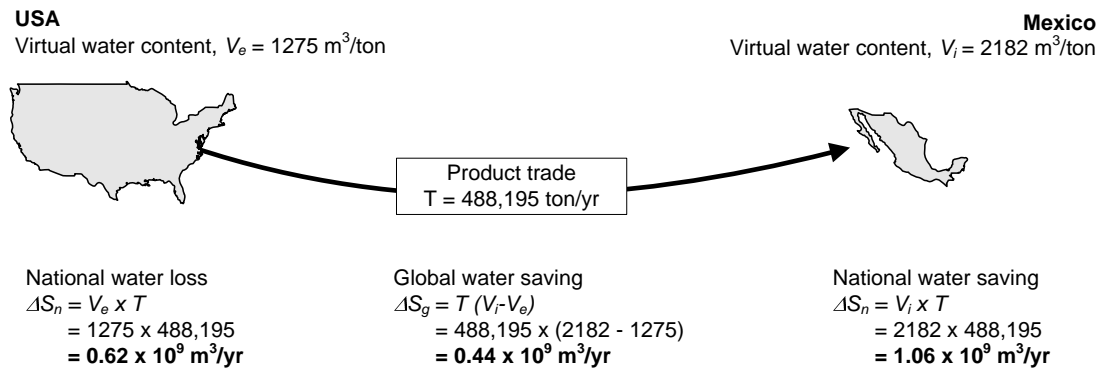 USA
Virtual water content, Vₑ = 1275 m³/ton
Mexico
Virtual water content, Vᵢ = 2182 m³/ton
Product trade
T = 488,195 ton/yr
National water loss
ΔSₙ = Vₑ x T
= 1275 x 488,195
= 0.62 x 10⁹ m³/yr
Global water saving
ΔS_g = T (Vᵢ-Vₑ)
= 488,195 x (2182 - 1275)
= 0.44 x 10⁹ m³/yr
National water saving
ΔSₙ = Vᵢ x T
= 2182 x 488,195
= 1.06 x 10⁹ m³/yr